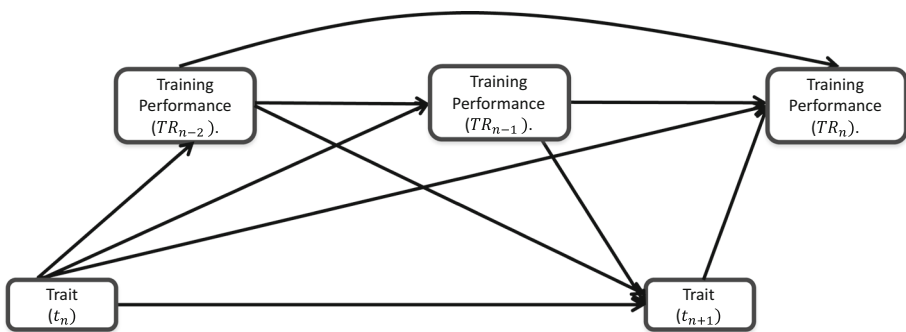 Training
Performance
(TRₙ₋₂).
Training
Performance
(TRₙ₋₁).
Training
Performance
(TRₙ).
Trait
(tₙ)
Trait
(tₙ₊₁)